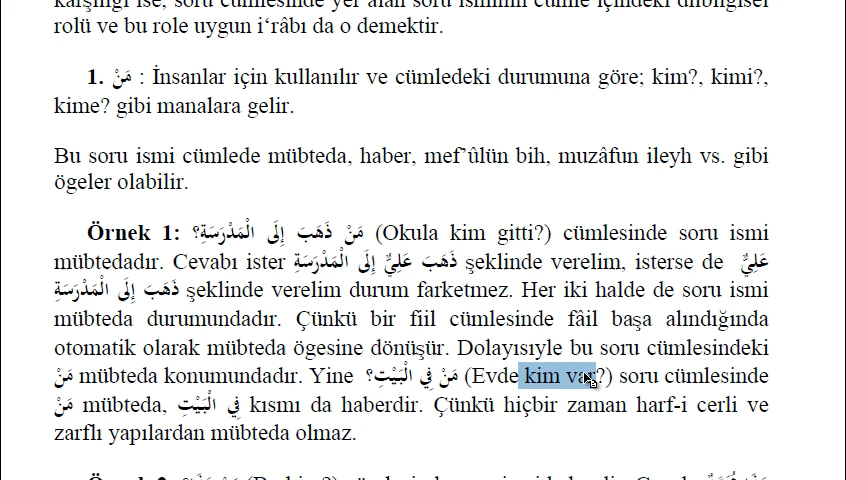 karşılığı ise, soru cümlesinde yer alan soru isminin cümle içindeki dilbilgisel
rolü ve bu role uygun i‘râbı da o demektir.
1. مَنْ : İnsanlar için kullanılır ve cümledeki durumuna göre; kim?, kimi?,
kime? gibi manalara gelir.
Bu soru ismi cümlede mübteda, haber, mef’ûlün bih, muzâfun ileyh vs. gibi
ögeler olabilir.
Örnek 1: مَنْ ذَهَبَ إِلَى الْمَدْرَسَةِ؟ (Okula kim gitti?) cümlesinde soru ismi
mübtedadır. Cevabı ister ذَهَبَ عَلِيٌّ إِلَى الْمَدْرَسَةِ şeklinde verelim, isterse de عَلِيٌّ
ذَهَبَ إِلَى الْمَدْرَسَةِ şeklinde verelim durum farketmez. Her iki halde de soru ismi
mübteda durumundadır. Çünkü bir fiil cümlesinde fâil başa alındığında
otomatik olarak mübteda ögesine dönüşür. Dolayısıyle bu soru cümlesindeki
مَنْ mübteda konumundadır. Yine مَنْ فِي الْبَيْتِ؟ (Evde kim var?) soru cümlesinde
مَنْ mübteda, فِي الْبَيْتِ kısmı da haberdir. Çünkü hiçbir zaman harf-i cerli ve
zarflı yapılardan mübteda olmaz.